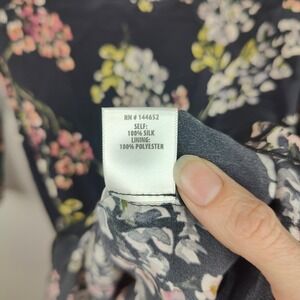 RN # 144652
SELF:
100% SILK
LINING:
100% POLYESTER